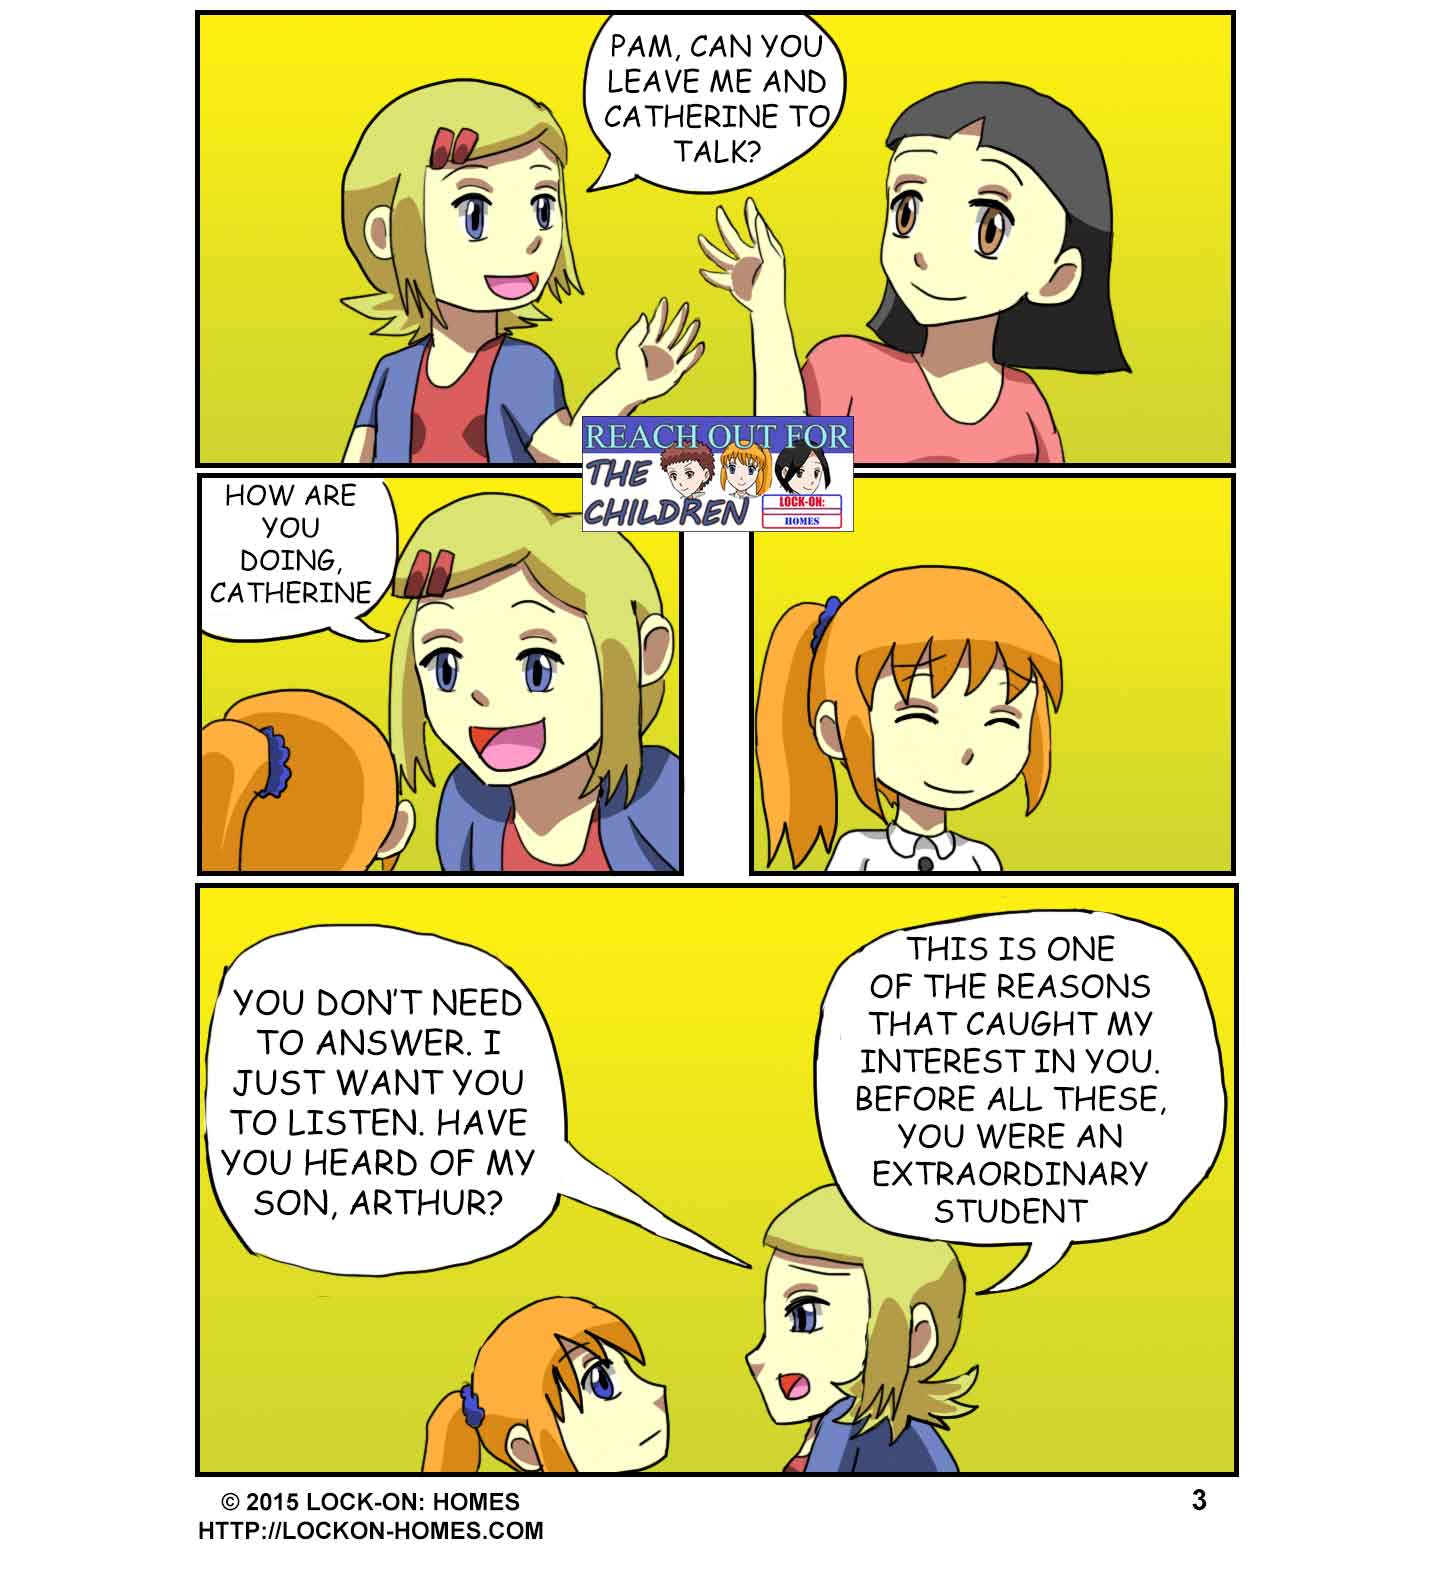 PAM, CAN YOU
LEAVE ME AND
CATHERINE TO
TALK?
REACH OUT FOR
THE
CHILDREN
LOCK-ON:
HOMES
HOW ARE
YOU
DOING,
CATHERINE
YOU DON'T NEED
TO ANSWER. I
JUST WANT YOU
TO LISTEN. HAVE
YOU HEARD OF MY
SON, ARTHUR?
THIS IS ONE
OF THE REASONS
THAT CAUGHT MY
INTEREST IN YOU.
BEFORE ALL THESE,
YOU WERE AN
EXTRAORDINARY
STUDENT
© 2015 LOCK-ON: HOMES
HTTP://LOCKON-HOMES.COM
3